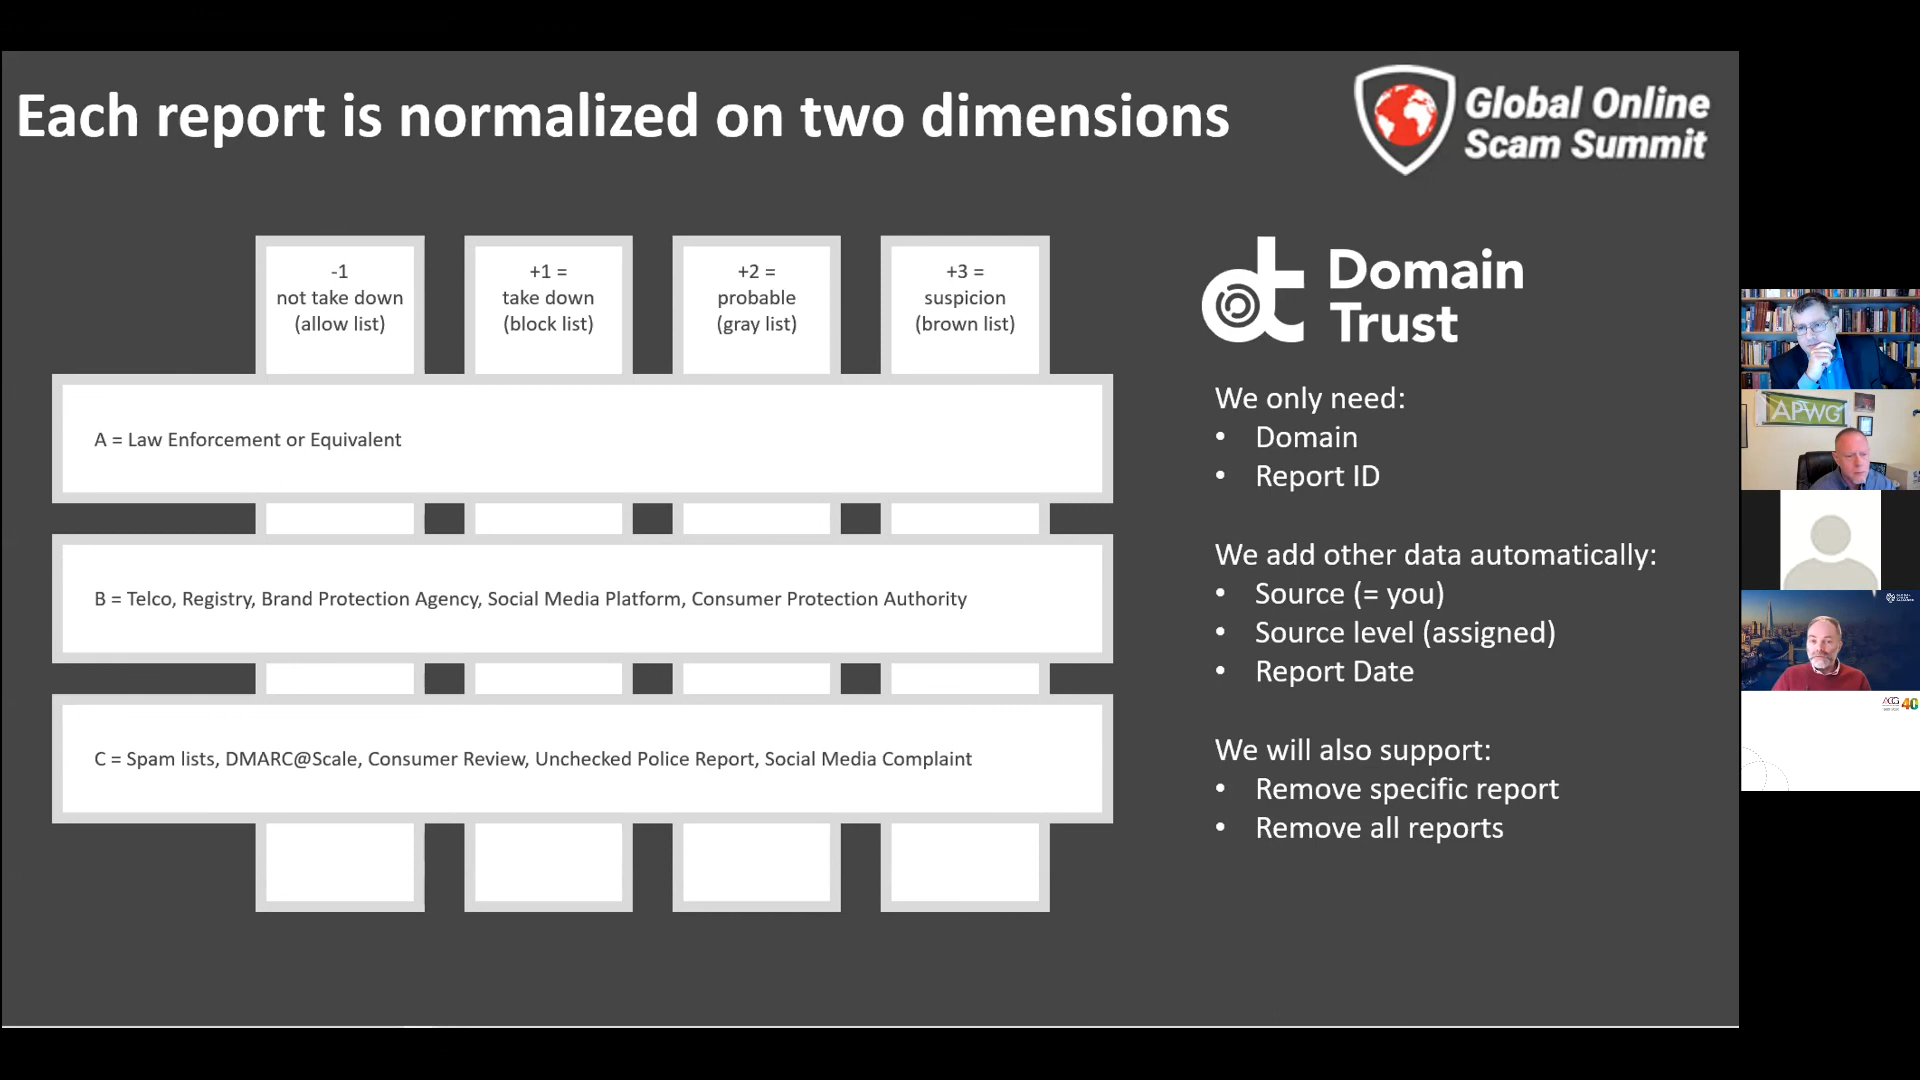 Each report is normalized on two dimensions
Global Online
Scam Summit
-1
not take down
(allow list)
+1 =
take down
(block list)
+2 =
probable
(gray list)
+3 =
suspicion
(brown list)
A = Law Enforcement or Equivalent
B = Telco, Registry, Brand Protection Agency, Social Media Platform, Consumer Protection Authority
C = Spam lists, DMARC@Scale, Consumer Review, Unchecked Police Report, Social Media Complaint
Domain
Trust
We only need:
• Domain
• Report ID
We add other data automatically:
• Source (= you)
• Source level (assigned)
• Report Date
We will also support:
• Remove specific report
• Remove all reports
APWG
40